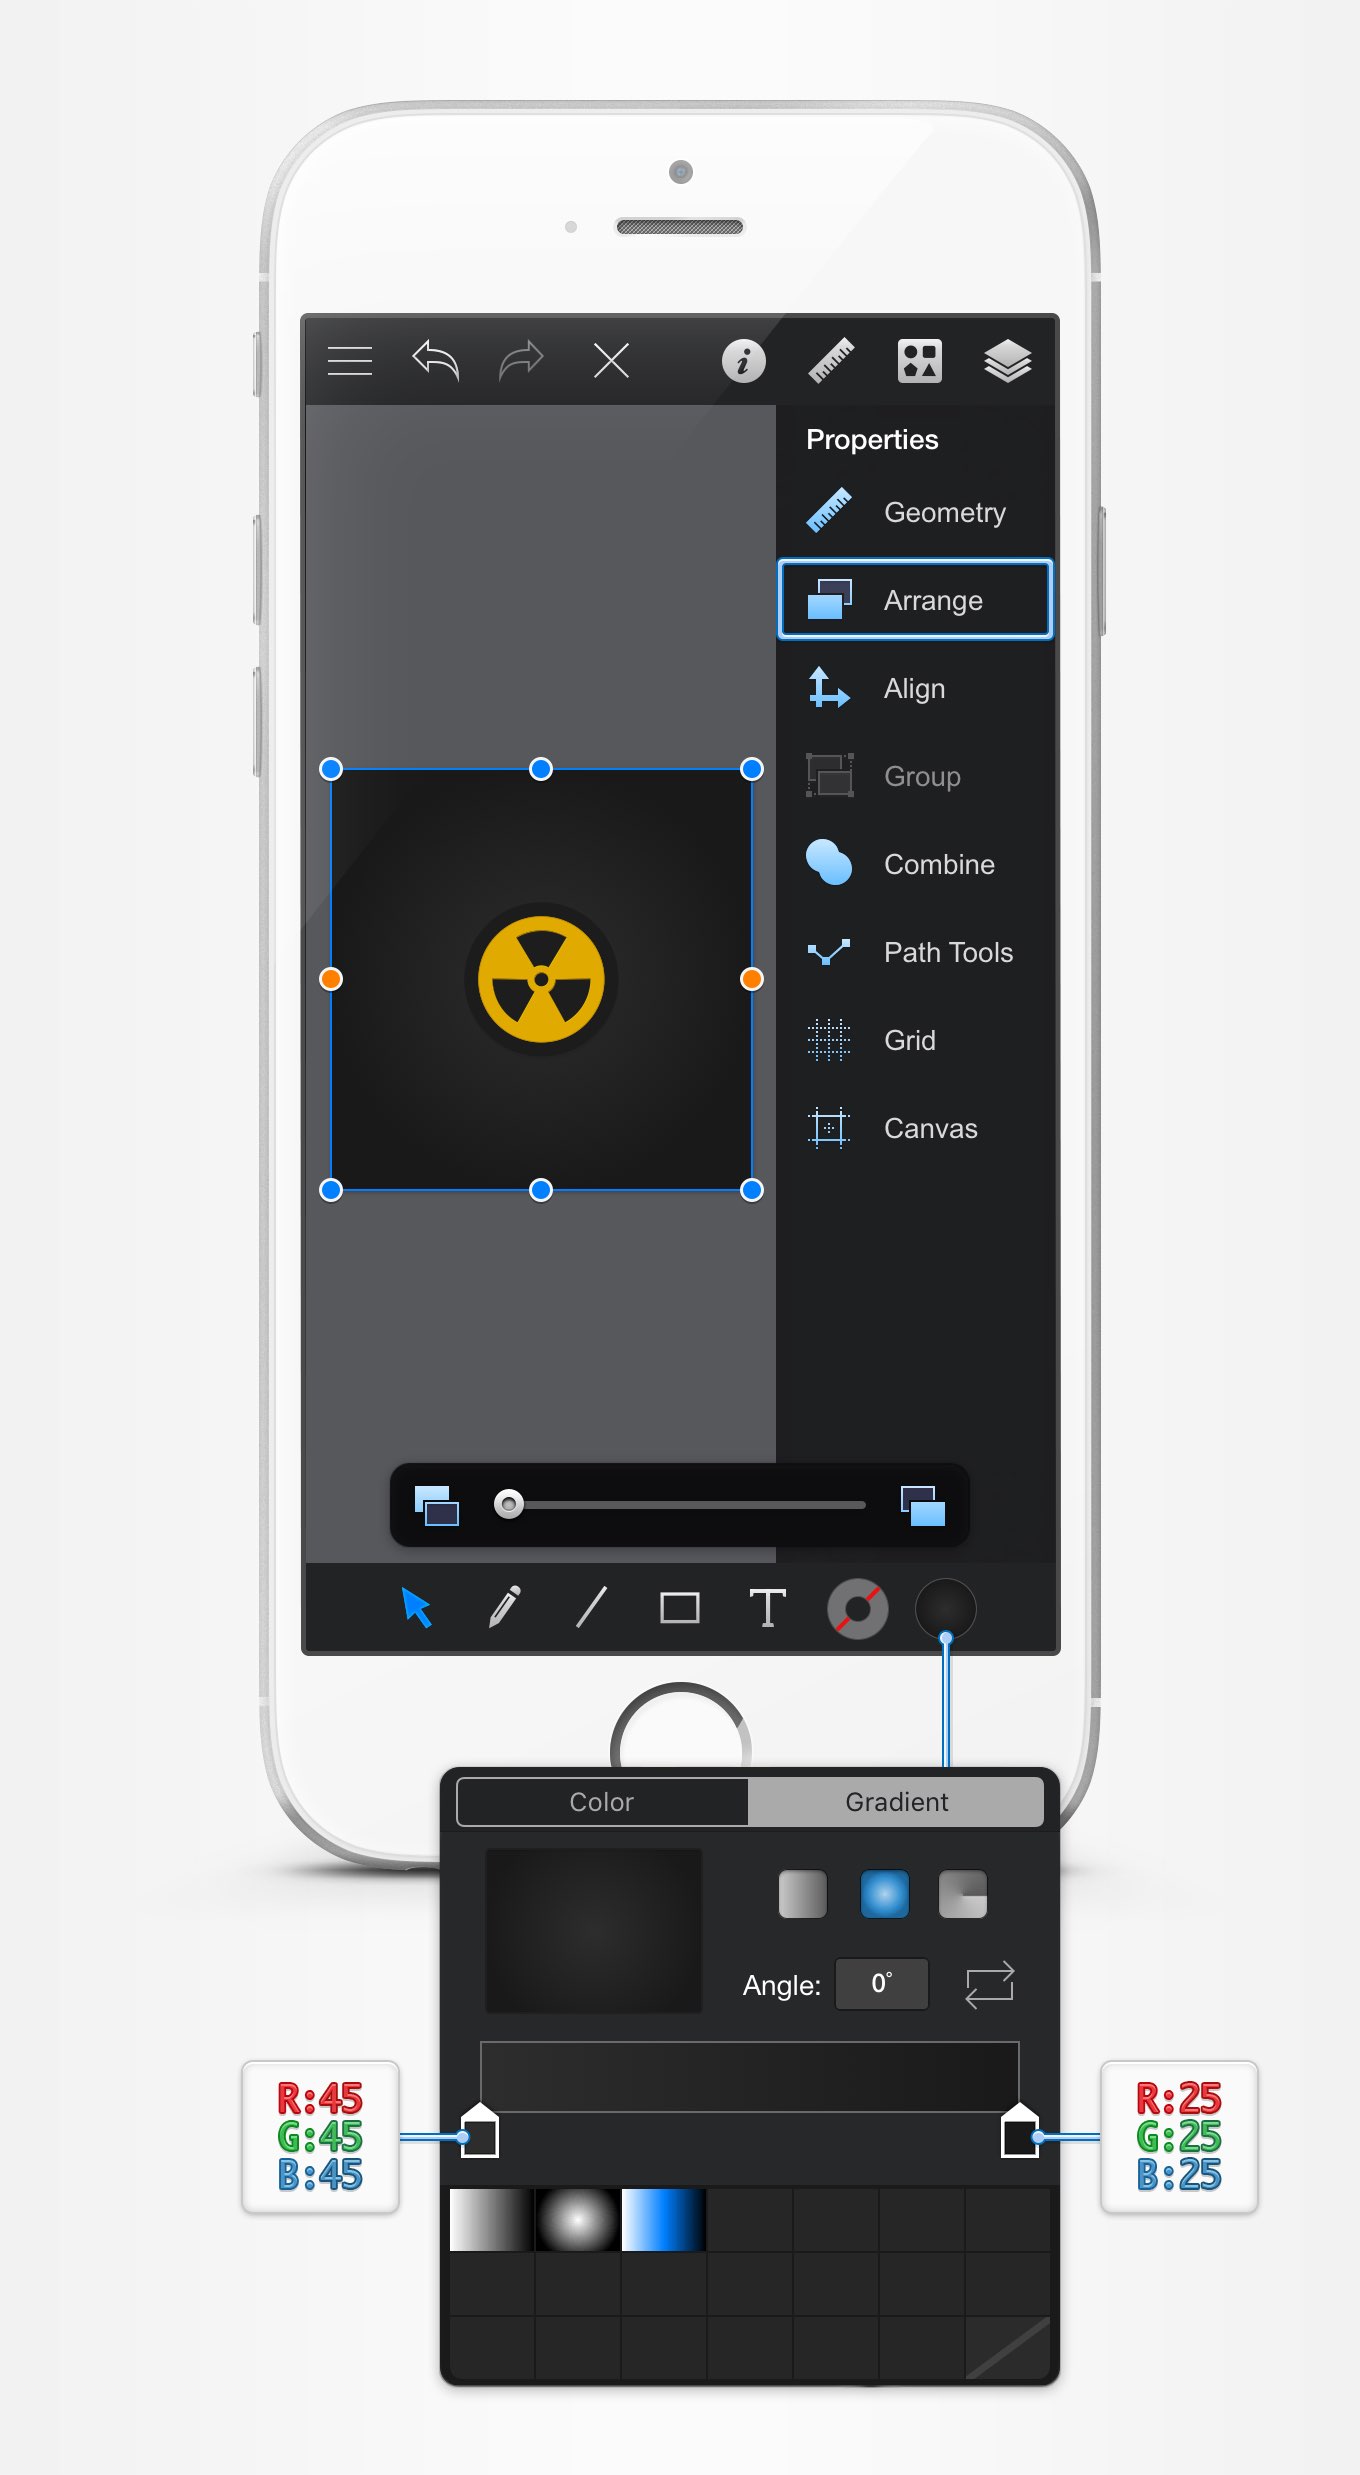 Properties
Geometry
Arrange
Align
Group
Combine
Path Tools
Grid
Canvas
T
Color
Gradient
Angle: 0°
R:45
G:45
B:45
R:25
G:25
B:25